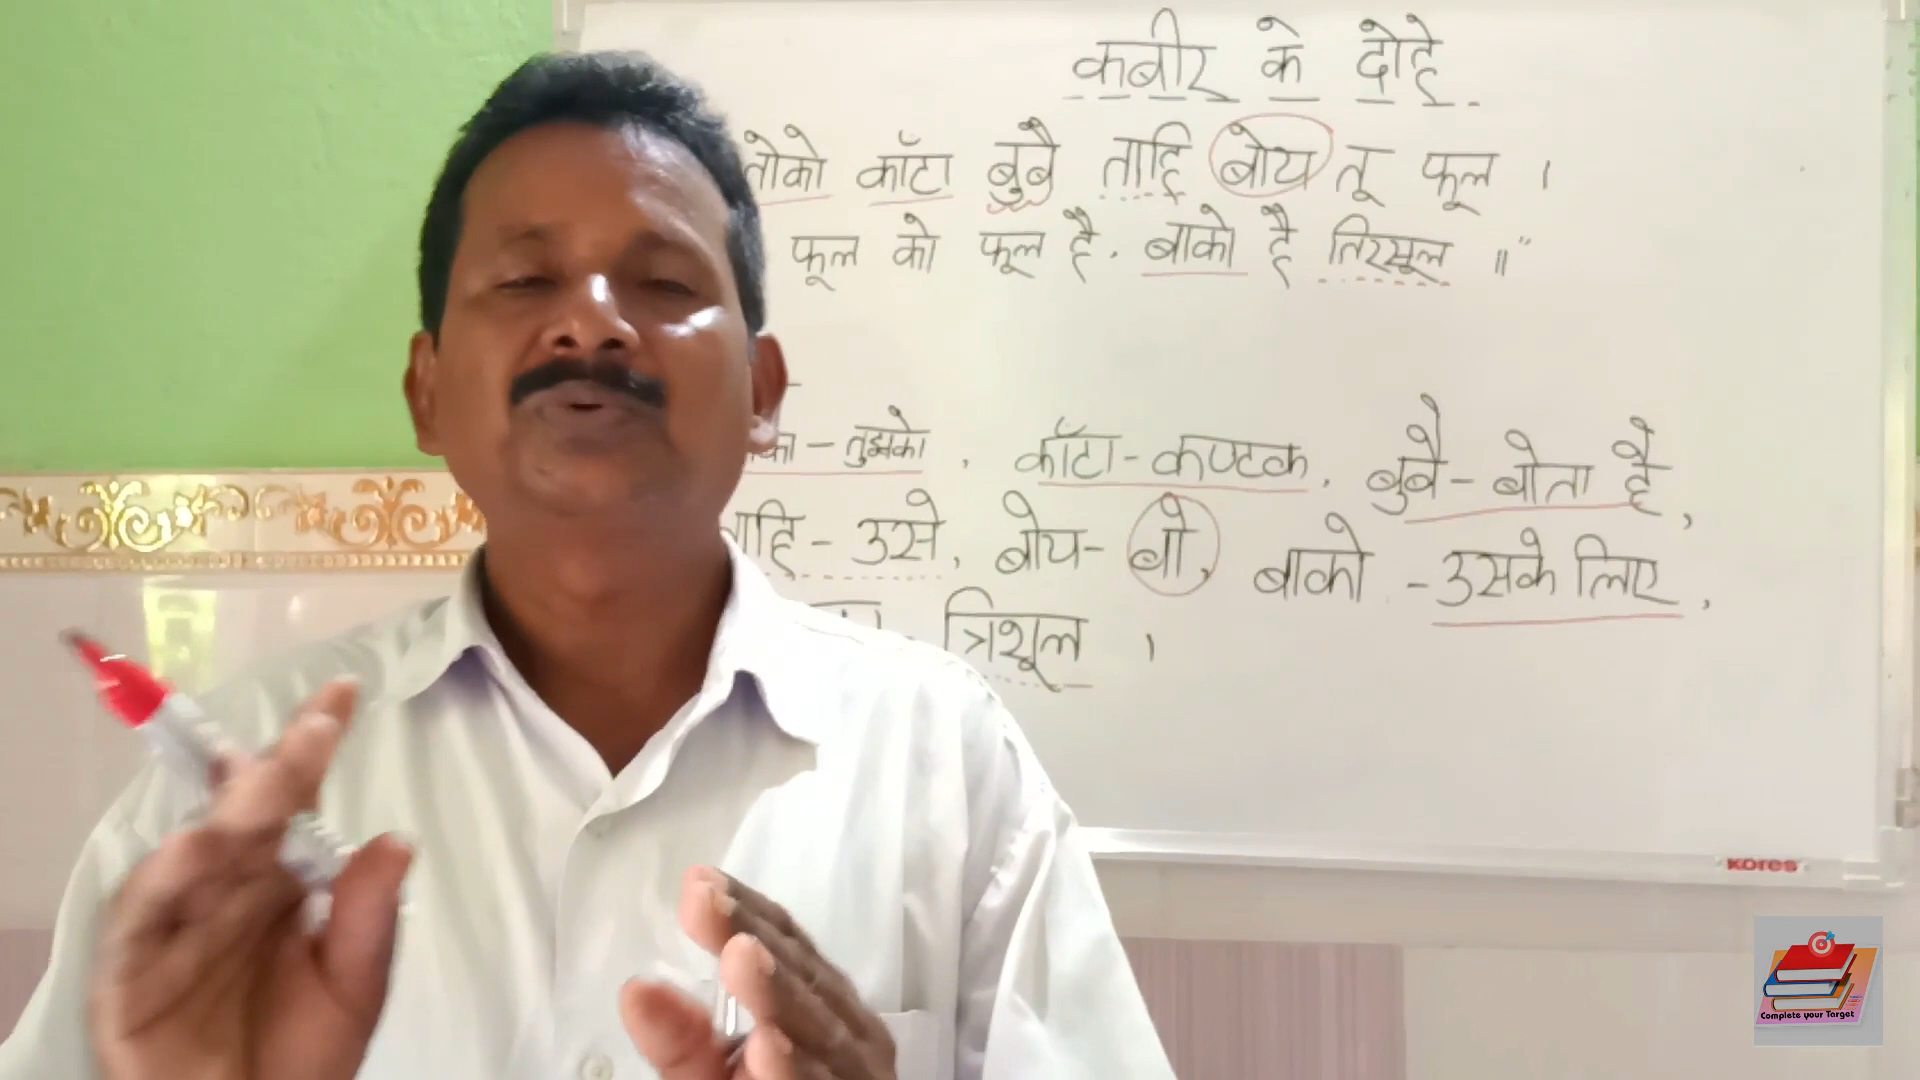 कबीर के दोहे
तोको काँटा बुवै ताहि बोय तू फूल ।
फूल को फूल है, बाको है तिरसूल ॥"
तुझको, काँटा - कण्टक, बुवै - बोता है,
ताहि - उसे, बोय - बो, बाको - उसके लिए,
- त्रिशूल ।
kores
Complete your Target